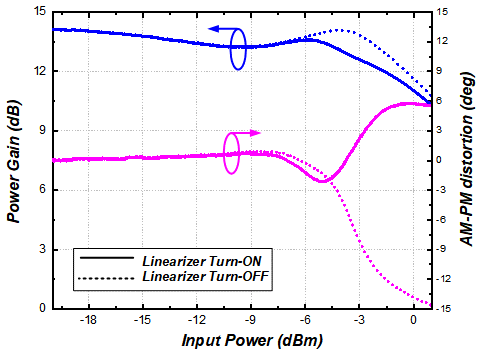 15
12
9
6
3
0
Power Gain (dB)
15
12
9
6
3
0
-3
-6
-9
-12
-15
AM-PM distortion (deg)
Linearizer Turn-ON
Linearizer Turn-OFF
-18 -15 -12 -9 -6 -3 0
Input Power (dBm)